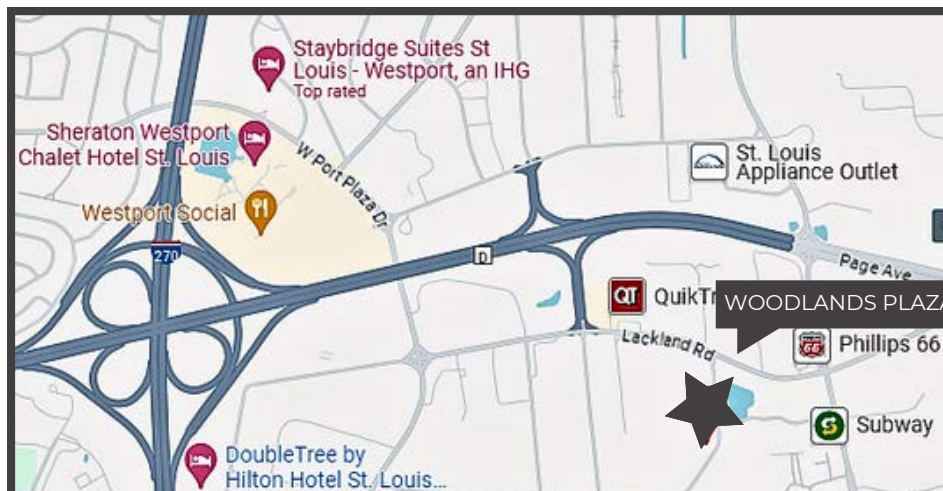 Staybridge Suites St
Louis - Westport, an IHG
Top rated
Sheraton Westport
Chalet Hotel St. Louis
W Port Plaza Dr
St. Louis
Appliance Outlet
Westport Social
270
D
Page Ave
QT
QuikTr
WOODLANDS PLAZA
Lackland Rd
66
Phillips 66
Subway
DoubleTree by
Hilton Hotel St. Louis...